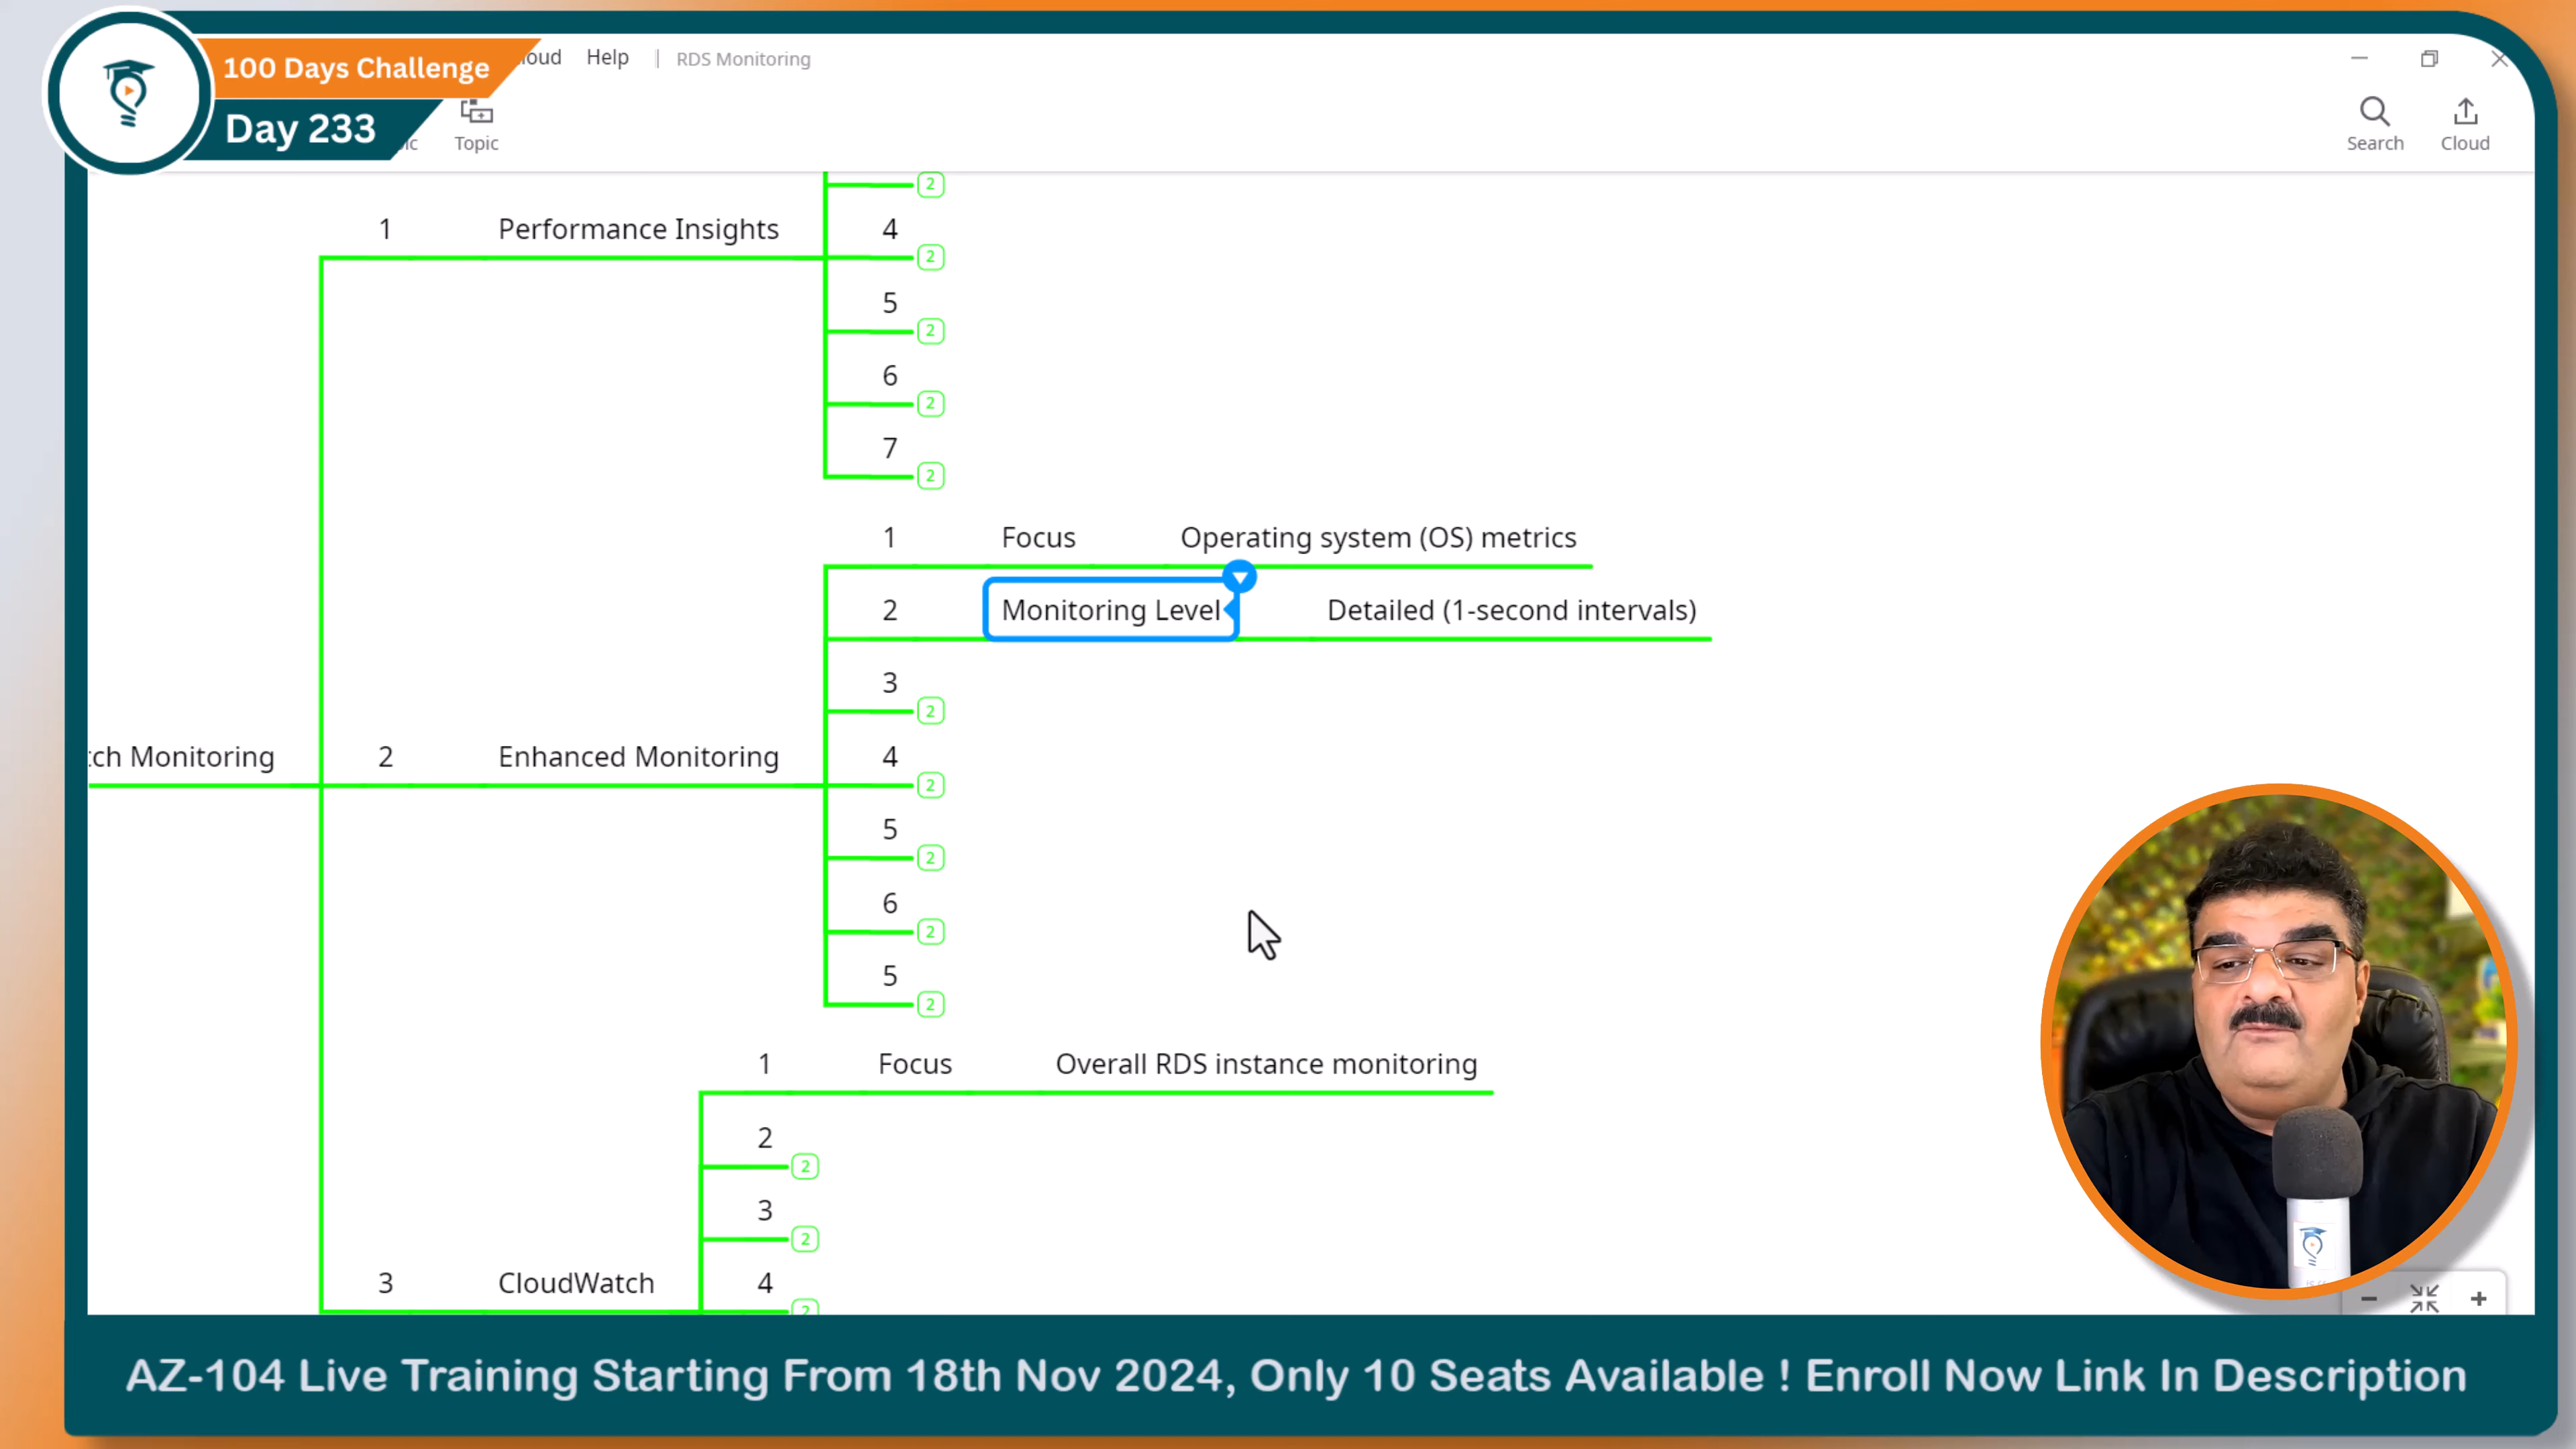 100 Days Challenge
Day 233
oud Help | RDS Monitoring
ic Topic
Search Cloud
2
1 Performance Insights 4
2
5
2
6
2
7
2
1 Focus Operating system (OS) metrics
2 Monitoring Level Detailed (1-second intervals)
3
2
ch Monitoring 2 Enhanced Monitoring 4
2
5
2
6
2
5
2
1 Focus Overall RDS instance monitoring
2
2
3
2
3 CloudWatch 4
2
AZ-104 Live Training Starting From 18th Nov 2024, Only 10 Seats Available ! Enroll Now Link In Description